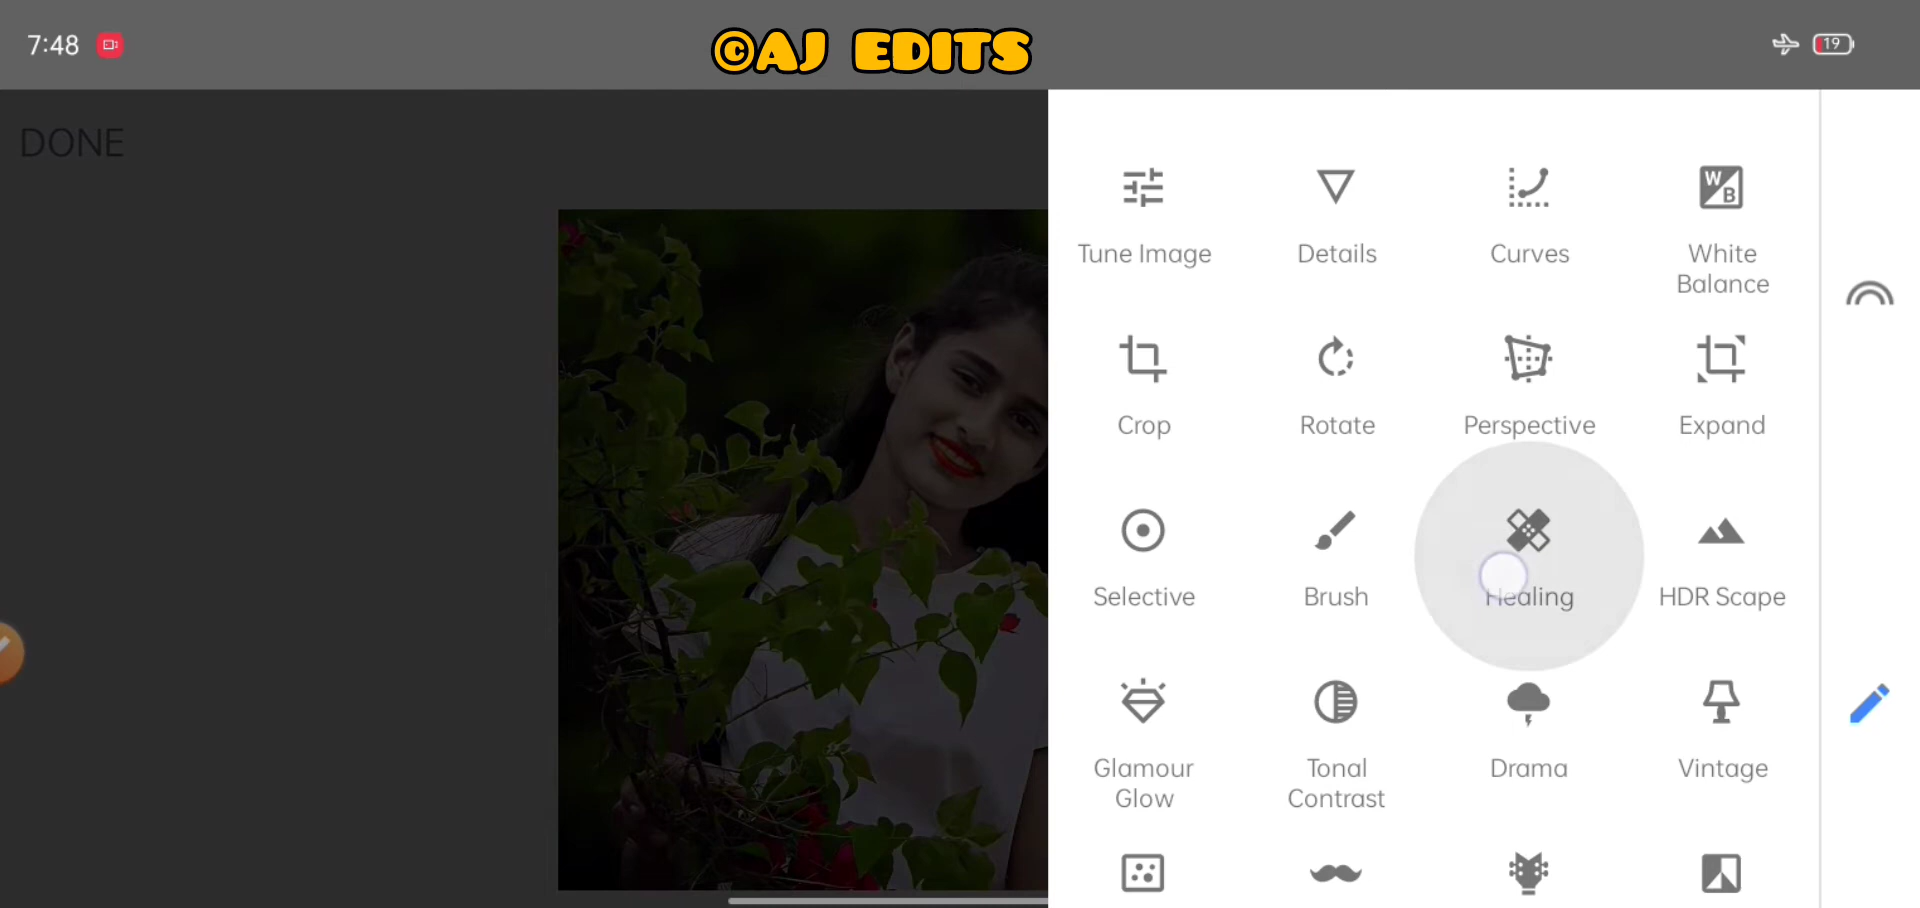 7:48
©AJ EDITS
19
DONE
Tune Image
Details
Curves
White
Balance
W
B
Crop
Rotate
Perspective
Expand
Selective
Brush
Healing
HDR Scape
Glamour
Glow
Tonal
Contrast
Drama
Vintage